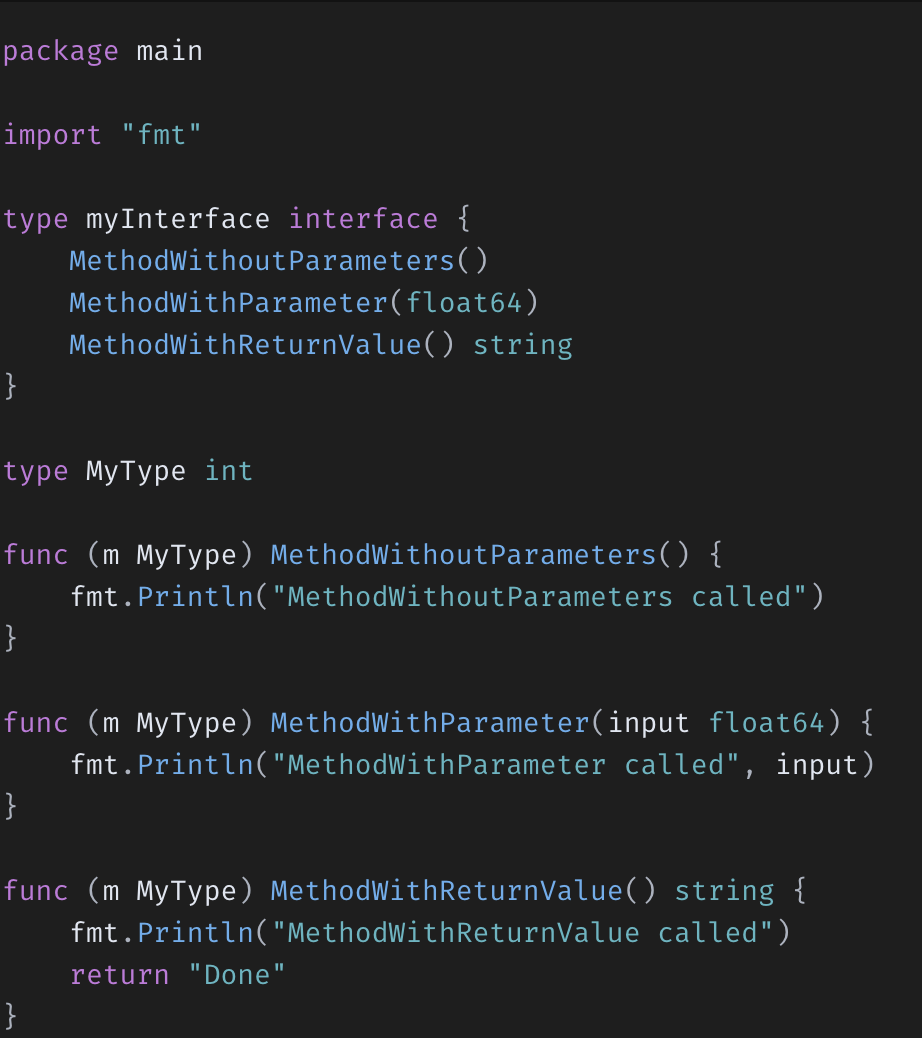 package main
import "fmt"
type myInterface interface {
    MethodWithoutParameters()
    MethodWithParameter(float64)
    MethodWithReturnValue() string
}
type MyType int
func (m MyType) MethodWithoutParameters() {
    fmt.Println("MethodWithoutParameters called")
}
func (m MyType) MethodWithParameter(input float64) {
    fmt.Println("MethodWithParameter called", input)
}
func (m MyType) MethodWithReturnValue() string {
    fmt.Println("MethodWithReturnValue called")
    return "Done"
}